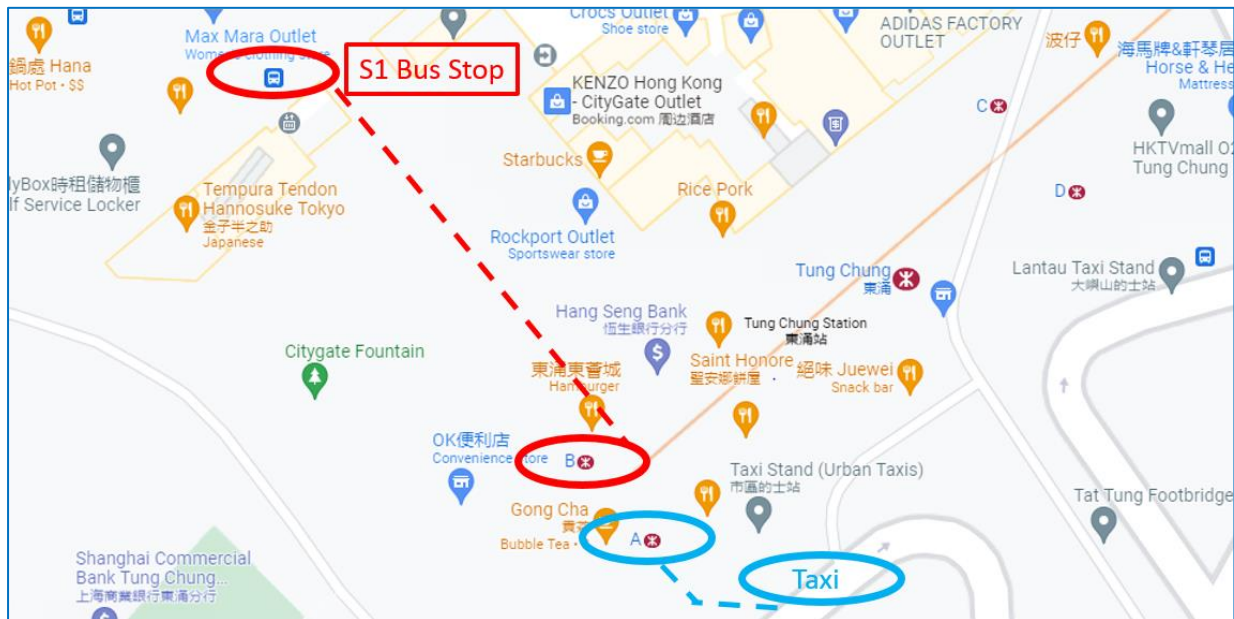 Crocs Outlet
Shoe store
ADIDAS FACTORY
OUTLET
波仔
Max Mara Outlet
Women's clothing store
S1 Bus Stop
鍋處 Hana
Hot Pot • $$
海馬牌&軒琴居
Horse & He
Mattress
KENZO Hong Kong
- CityGate Outlet
Booking.com 周边酒店
C
HKTVmall O2
Tung Chung
Starbucks
yBox時租儲物櫃
lf Service Locker
Tempura Tendon
Hannosuke Tokyo
金子半之助
Japanese
Rice Pork
D
Rockport Outlet
Sportswear store
Tung Chung
東涌
Lantau Taxi Stand
大嶼山的士站
Hang Seng Bank
恒生銀行分行
Tung Chung Station
東涌站
Citygate Fountain
東涌東薈城
Hamburger
Saint Honore
聖安娜餅屋
絕味 Juewei
Snack bar
OK便利店
Convenience store
B
Taxi Stand (Urban Taxis)
市區的士站
Tat Tung Footbridge
Gong Cha
Bubble Tea •
A
Taxi
Shanghai Commercial
Bank Tung Chung...
上海商業銀行東涌分行